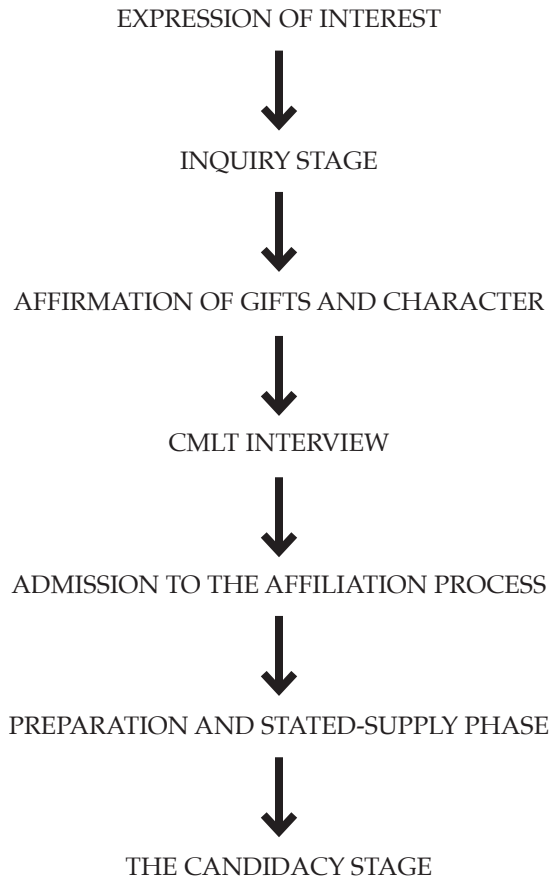 EXPRESSION OF INTEREST
INQUIRY STAGE
AFFIRMATION OF GIFTS AND CHARACTER
CMLT INTERVIEW
ADMISSION TO THE AFFILIATION PROCESS
PREPARATION AND STATED-SUPPLY PHASE
THE CANDIDACY STAGE